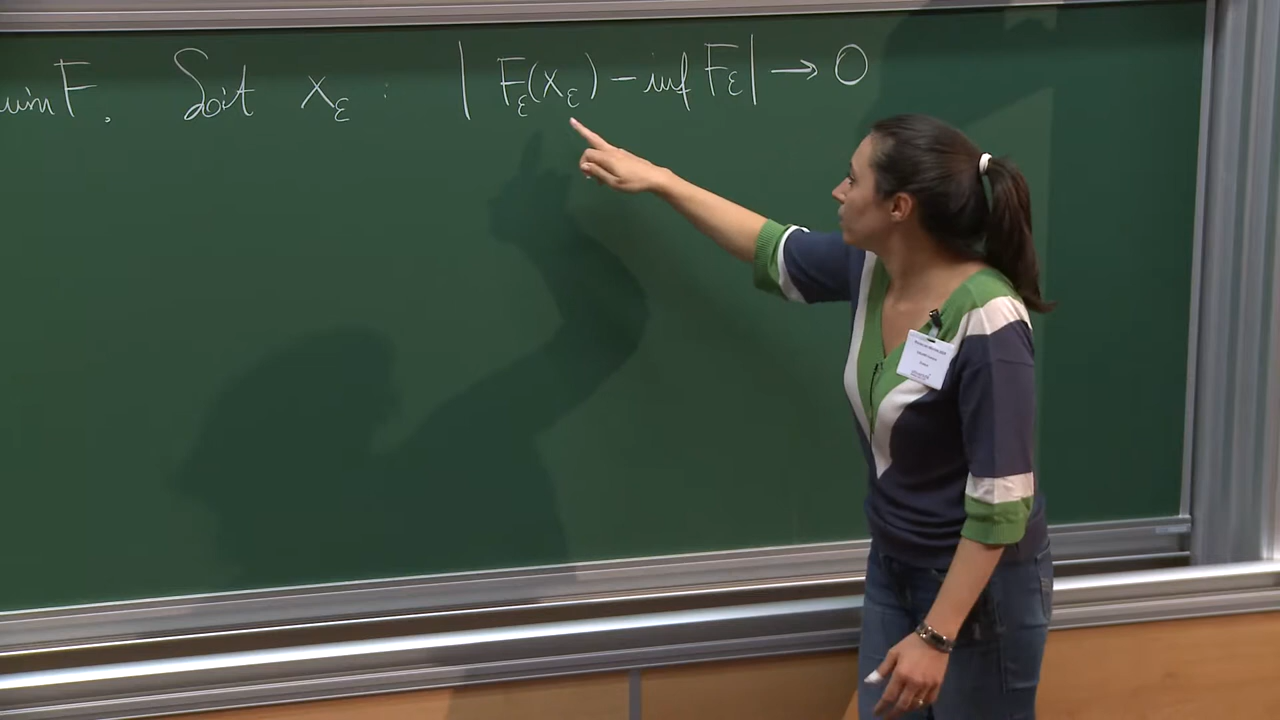 min F. Soit x_ε : | F_ε(x_ε) - inf F_ε | → 0